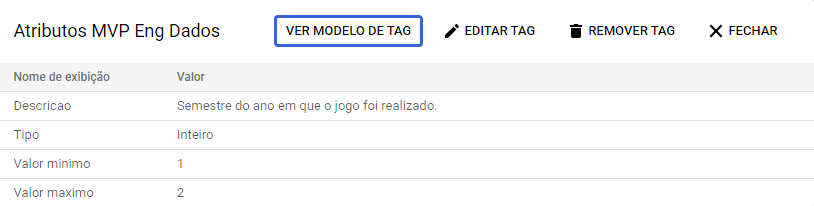 Atributos MVP Eng Dados VER MODELO DE TAG EDITAR TAG REMOVER TAG FECHAR
Nome de exibição Valor
Descricao Semestre do ano em que o jogo foi realizado.
Tipo Inteiro
Valor minimo 1
Valor maximo 2